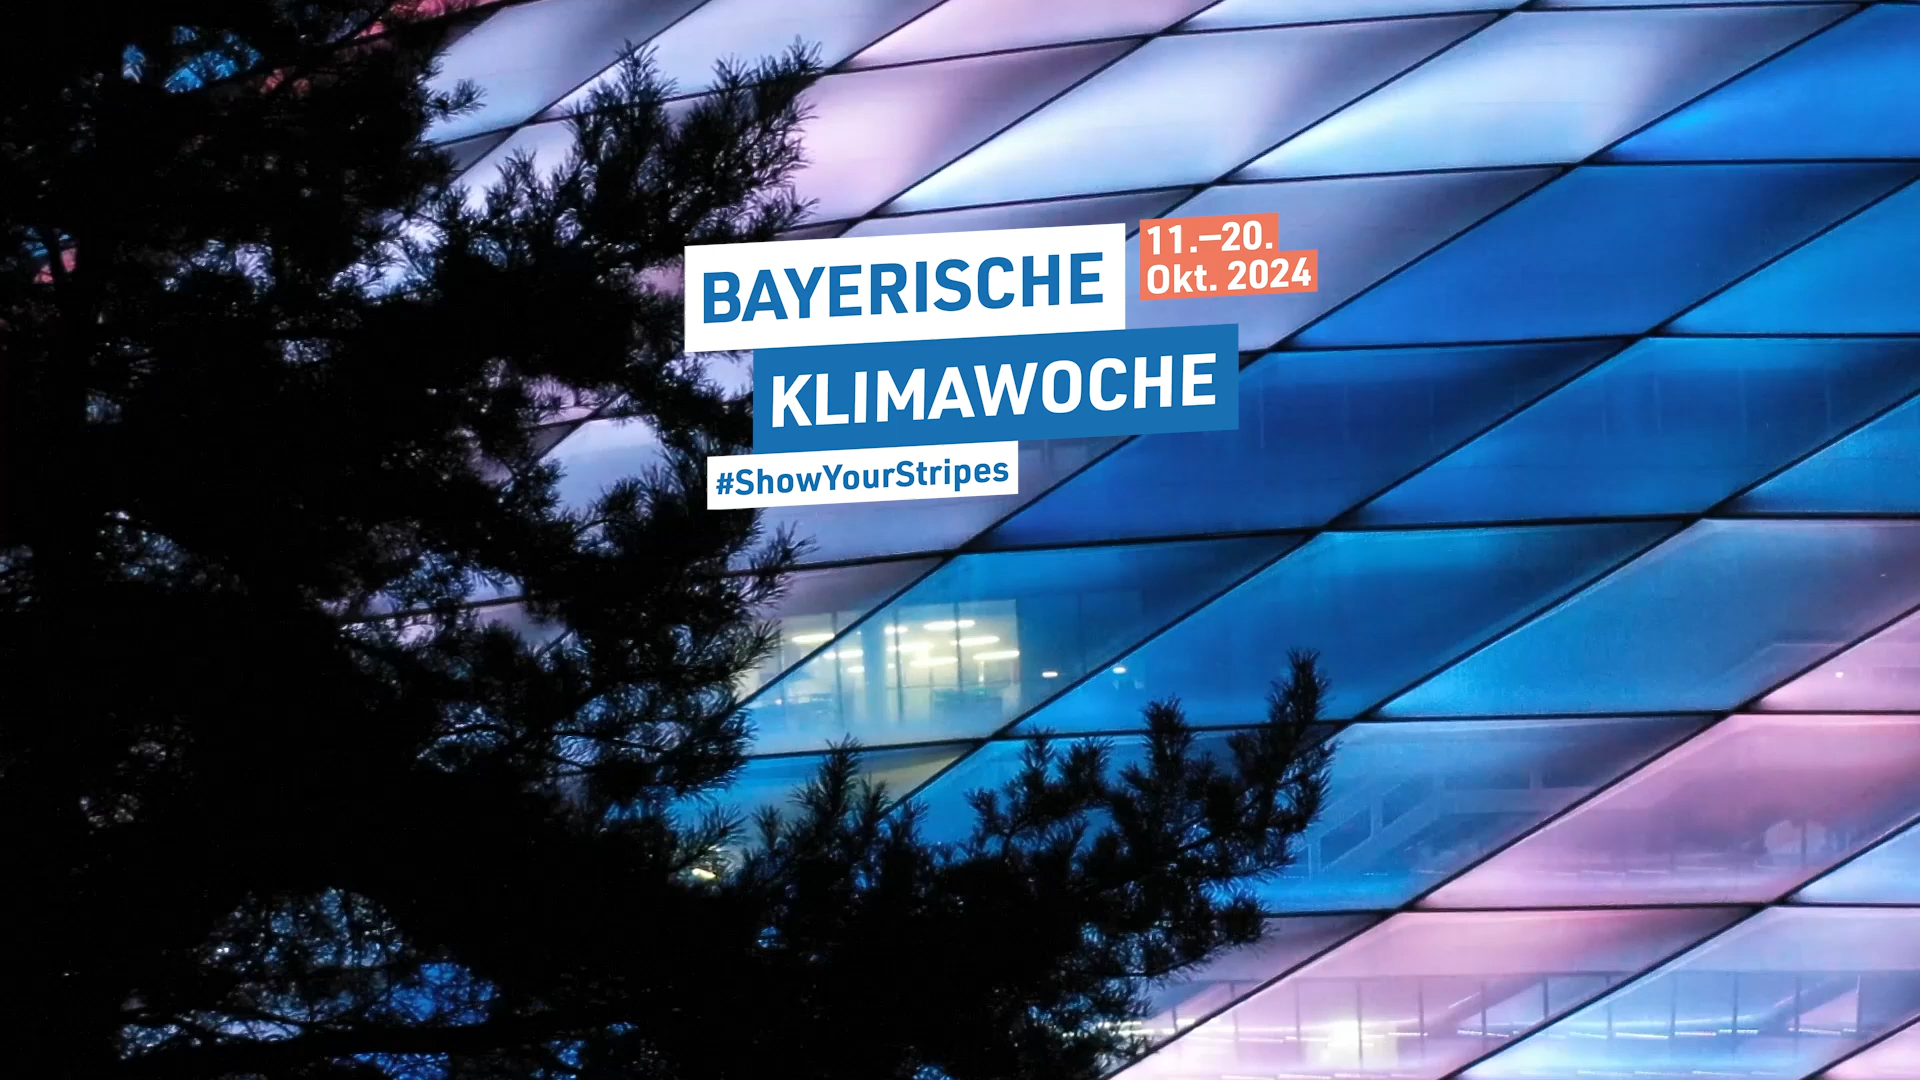 BAYERISCHE
11.–20.
Okt. 2024
KLIMAWOCHE
#ShowYourStripes